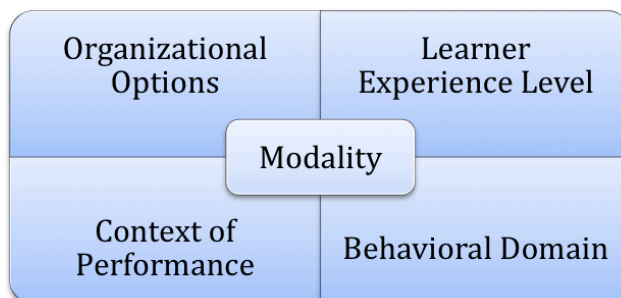 Organizational
Options
Learner
Experience Level
Modality
Context of
Performance
Behavioral Domain